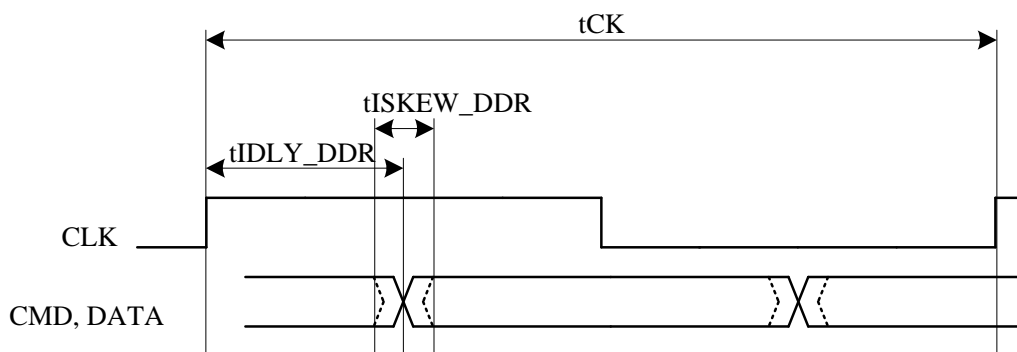 tCK
tISKEW_DDR
tIDLY_DDR
CLK
CMD, DATA